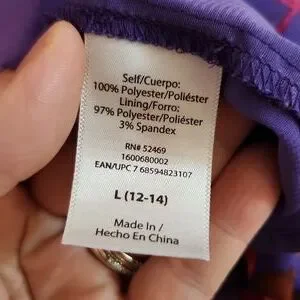 Self/Cuerpo:
100% Polyester/Poliéster
Lining/Forro:
97% Polyester/Poliéster
3% Spandex
RN# 52469
1600680002
EAN/UPC 7 68594823107
L (12-14)
Made In /
Hecho En China